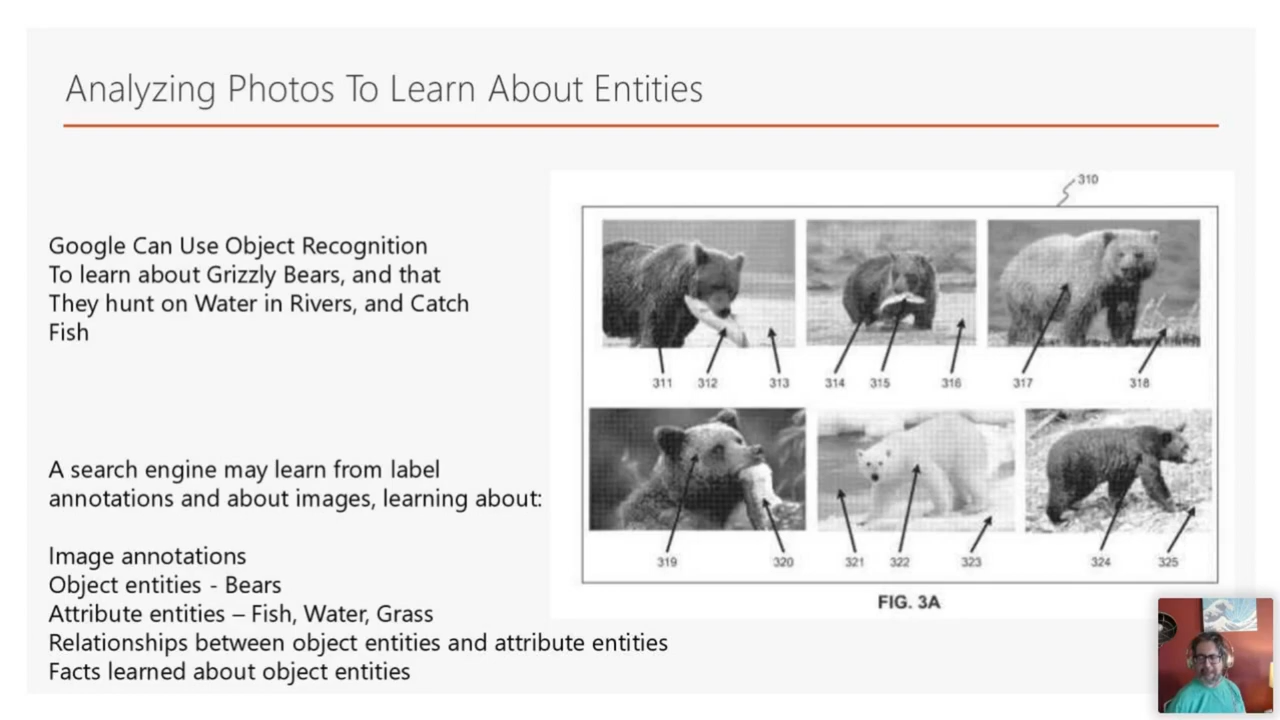 Analyzing Photos To Learn About Entities
Google Can Use Object Recognition
To learn about Grizzly Bears, and that
They hunt on Water in Rivers, and Catch
Fish
A search engine may learn from label
annotations and about images, learning about:
Image annotations
Object entities - Bears
Attribute entities – Fish, Water, Grass
Relationships between object entities and attribute entities
Facts learned about object entities
310
311 312 313 314 315 316 317 318
319 320 321 322 323 324 325
FIG. 3A